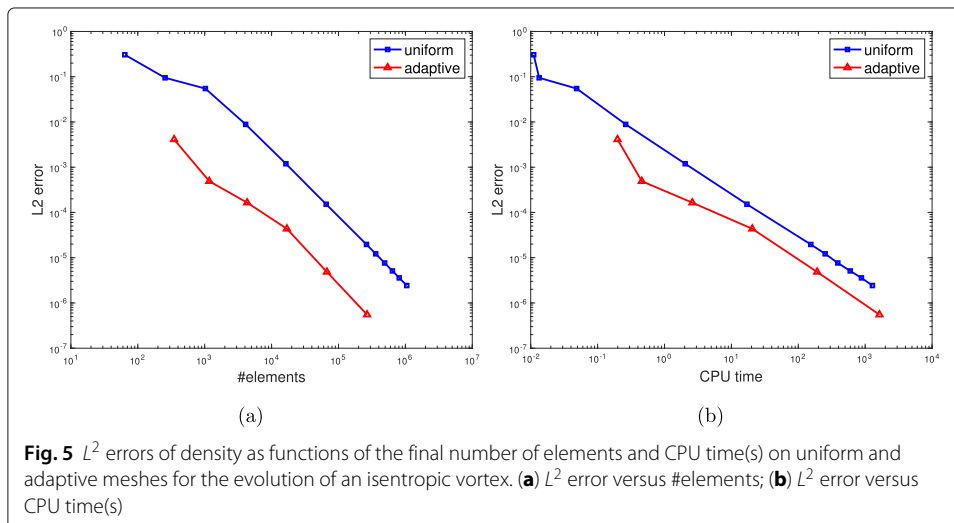 10^0
10^-1
10^-2
10^-3
10^-4
10^-5
10^-6
10^-7
L2 error
uniform
adaptive
10^1 10^2 10^3 10^4 10^5 10^6 10^7
#elements
(a)
10^0
10^-1
10^-2
10^-3
10^-4
10^-5
10^-6
10^-7
L2 error
uniform
adaptive
10^-2 10^-1 10^0 10^1 10^2 10^3 10^4
CPU time
(b)
Fig. 5 L^2 errors of density as functions of the final number of elements and CPU time(s) on uniform and
adaptive meshes for the evolution of an isentropic vortex. (a) L^2 error versus #elements; (b) L^2 error versus
CPU time(s)